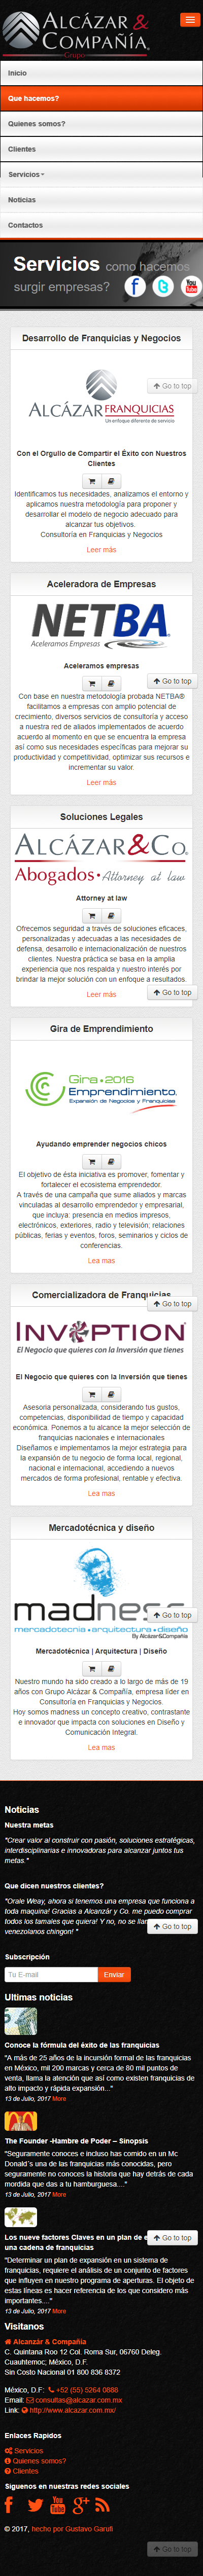 ALCÁZAR &
COMPAÑÍA®
Grupo
Inicio
Que hacemos?
Quienes somos?
Clientes
Servicios
Noticias
Contactos
Servicios como hacemos
surgir empresas?
You
Tube
Desarrollo de Franquicias y Negocios
Go to top
ALCÁZAR FRANQUICIAS
Un enfoque diferente de servicio
Con el Orgullo de Compartir el Éxito con Nuestros
Clientes
Identificamos tus necesidades, analizamos el entorno y
aplicamos nuestra metodología para proponer y
desarrollar el modelo de negocio adecuado para
alcanzar tus objetivos.
Consultoría en Franquicias y Negocios
Leer más
Aceleradora de Empresas
NETBA®
Aceleramos Empresas
Aceleramos empresas
Go to top
Con base en nuestra metodología probada NETBA®
facilitamos a empresas con amplio potencial de
crecimiento, diversos servicios de consultoría y acceso
a nuestra red de aliados implementados de acuerdo
acuerdo al momento en que se encuentra la empresa
así como sus necesidades específicas para mejorar su
productividad y competitividad, optimizar sus recursos e
incrementar su valor.
Leer más
Soluciones Legales
ALCÁZAR & CO.
Abogados • Attorney at law
Attorney at law
Ofrecemos seguridad a través de soluciones eficaces,
personalizadas y adecuadas a las necesidades de
defensa, desarrollo e internacionalización de nuestros
clientes. Nuestra práctica se basa en la amplia
experiencia que nos respalda y nuestro interés por
brindar la mejor solución con un enfoque a resultados.
Leer más
Go to top
Gira de Emprendimiento
Gira • 2016
Emprendimiento
Expansión de Negocios y Franquicias
Ayudando emprender negocios chicos
El objetivo de ésta iniciativa es promover, fomentar y
fortalecer el ecosistema emprendedor.
A través de una campaña que sume aliados y marcas
vinculadas al desarrollo emprendedor y empresarial,
que incluya: presencia en medios impresos,
electrónicos, exteriores, radio y televisión; relaciones
públicas, ferias y eventos, foros, seminarios y ciclos de
conferencias.
Lea mas
Comercializadora de Franquicias
Go to top
INVEPTION
El Negocio que quieres con la Inversión que tienes
El Negocio que quieres con la inversión que tienes
Asesoria personalizada, considerando tus gustos,
competencias, disponibilidad de tiempo y capacidad
económica. Ponemos a tu alcance la mejor selección de
franquicias nacionales e internacionales
Diseñamos e implementamos la mejor estrategia para
la expansión de tu negocio de forma local, regional,
nacional e internacional, accediendo a nuevos
mercados de forma profesional, rentable y efectiva.
Lea mas
Mercadotécnica y diseño
madness
mercadotecnia • arquitectura • diseño
By Alcázar&Compañía
Go to top
Mercadotécnica | Arquitectura | Diseño
Nuestro mundo ha sido creado a lo largo de más de 19
años con Grupo Alcázar & Compañía, empresa líder en
Consultoría en Franquicias y Negocios.
Hoy somos madness un concepto creativo, contrastante
e innovador que impacta con soluciones en Diseño y
Comunicación Integral.
Lea mas
Noticias
Nuestra metas
"Crear valor al construir con pasión, soluciones estratégicas,
interdisciplinarias e innovadoras para alcanzar juntos tus
metas."
Que dicen nuestros clientes?
"Orale Weay, ahora si tenemos una empresa que funciona a
toda maquina! Gracias a Alcanzár y Co. me puedo comprar
todos los tamales que quiera! Y no, no se
venezolanos chingon! "
Go to top
Subscripción
Tu E-mail
Enviar
Ultimas noticias
Conoce la fórmula del éxito de las franquicias
"A más de 25 años de la incursión formal de las franquicias
en México, mil 200 marcas y cerca de 80 mil puntos de
venta, llama la atención que así como existen franquicias de
alto impacto y rápida expansión..."
13 de Julio, 2017 More
The Founder -Hambre de Poder – Sinopsis
"Seguramente conoces e incluso has comido en un Mc
Donald´s una de las franquicias más conocidas, pero
seguramente no conoces la historia que hay detrás de cada
mordida que das a tu hamburguesa...."
13 de Julio, 2017 More
Los nueve factores Claves en un plan de e
una cadena de franquicias
Go to top
"Determinar un plan de expansión en un sistema de
franquicias, requiere el análisis de un conjunto de factores
que influyen en nuestro programa de aperturas. El objeto de
estas líneas es hacer referencia de los que considero más
importantes...."
13 de Julio, 2017 More
Visitanos
Alcanzár & Compañia
C. Quintana Roo 12 Col. Roma Sur, 06760 Deleg.
Cuauhtemoc; México, D.F.
Sin Costo Nacional 01 800 836 8372
México, D.F: +52 (55) 5264 0688
Email: consultas@alcazar.com.mx
Link: http://www.alcazar.com.mx/
Enlaces Rapidos
Servicios
Quienes somos?
Clientes
Siguenos en nuestras redes sociales
You
Tube
© 2017, hecho por Gustavo Garufi
Go to top